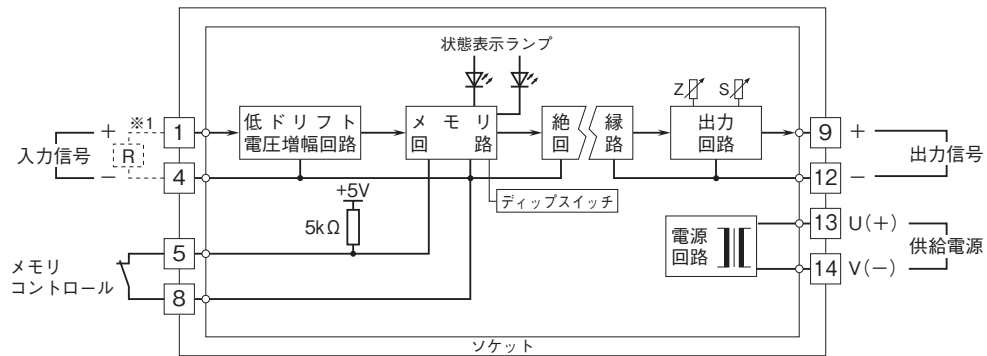 状態表示ランプ
Z
S
※1
+
1
低ドリフト
電圧増幅回路
メモリ
回路
絶縁
回路
出力
回路
9
+
入力信号
R
出力信号
−
4
12
−
+5V
ディップスイッチ
5kΩ
電源
回路
13
U(+)
供給電源
14
V(−)
5
メモリ
コントロール
8
ソケット